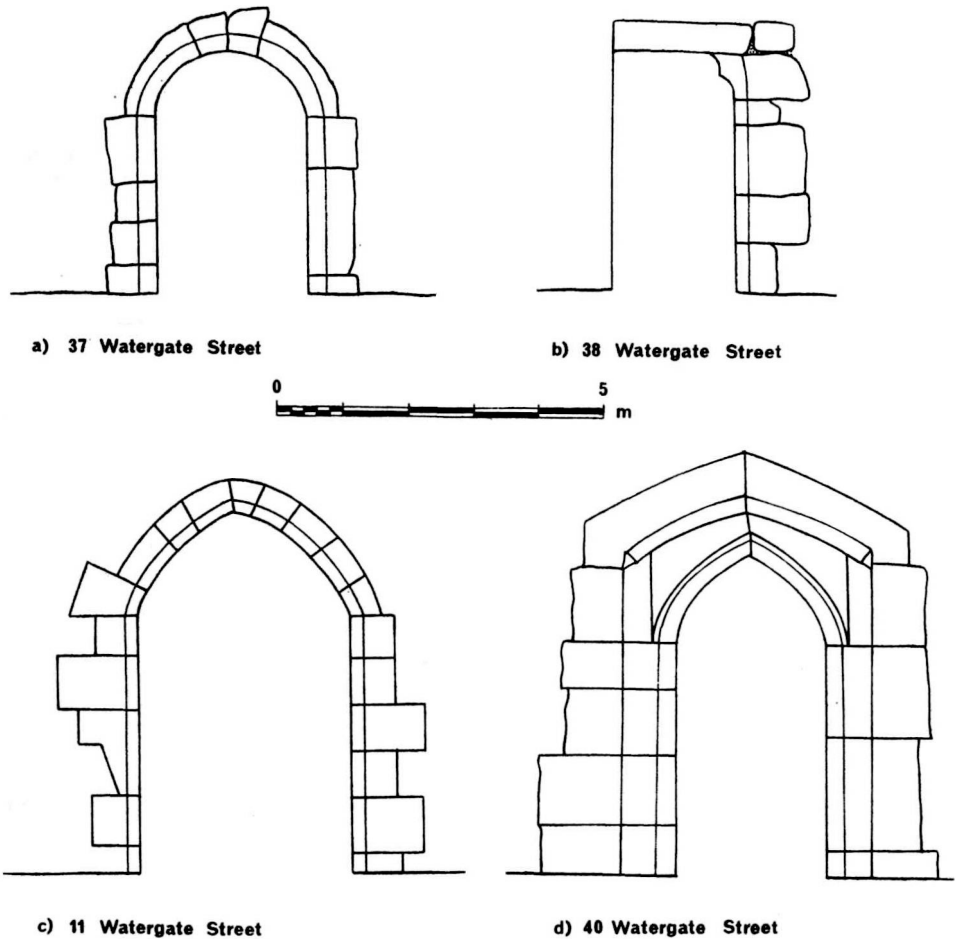 a) 37 Watergate Street
b) 38 Watergate Street
0 5
m
c) 11 Watergate Street
d) 40 Watergate Street